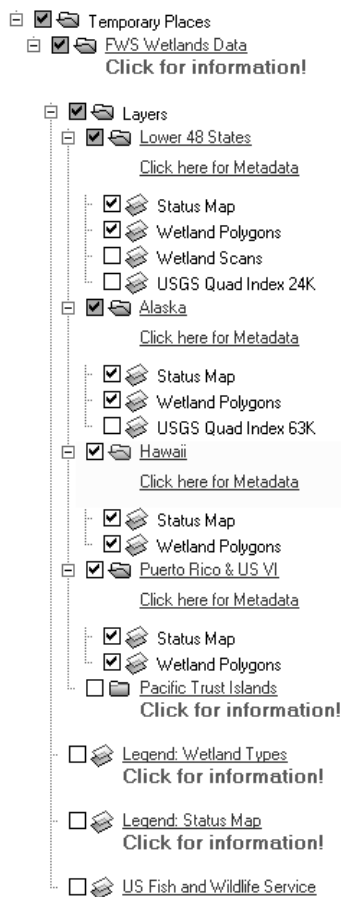 Temporary Places
FWS Wetlands Data
Click for information!
Layers
Lower 48 States
Click here for Metadata
Status Map
Wetland Polygons
Wetland Scans
USGS Quad Index 24K
Alaska
Click here for Metadata
Status Map
Wetland Polygons
USGS Quad Index 63K
Hawaii
Click here for Metadata
Status Map
Wetland Polygons
Puerto Rico & US VI
Click here for Metadata
Status Map
Wetland Polygons
Pacific Trust Islands
Click for information!
Legend: Wetland Types
Click for information!
Legend: Status Map
Click for information!
US Fish and Wildlife Service